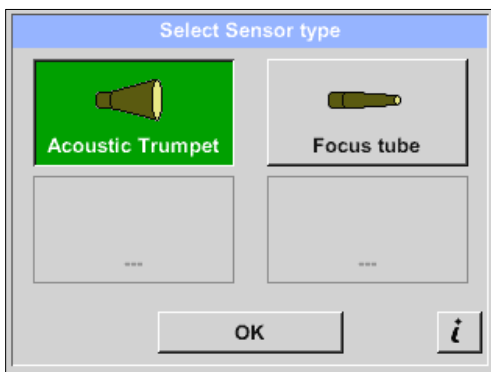 Select Sensor type
Acoustic Trumpet
Focus tube
---
---
OK
i